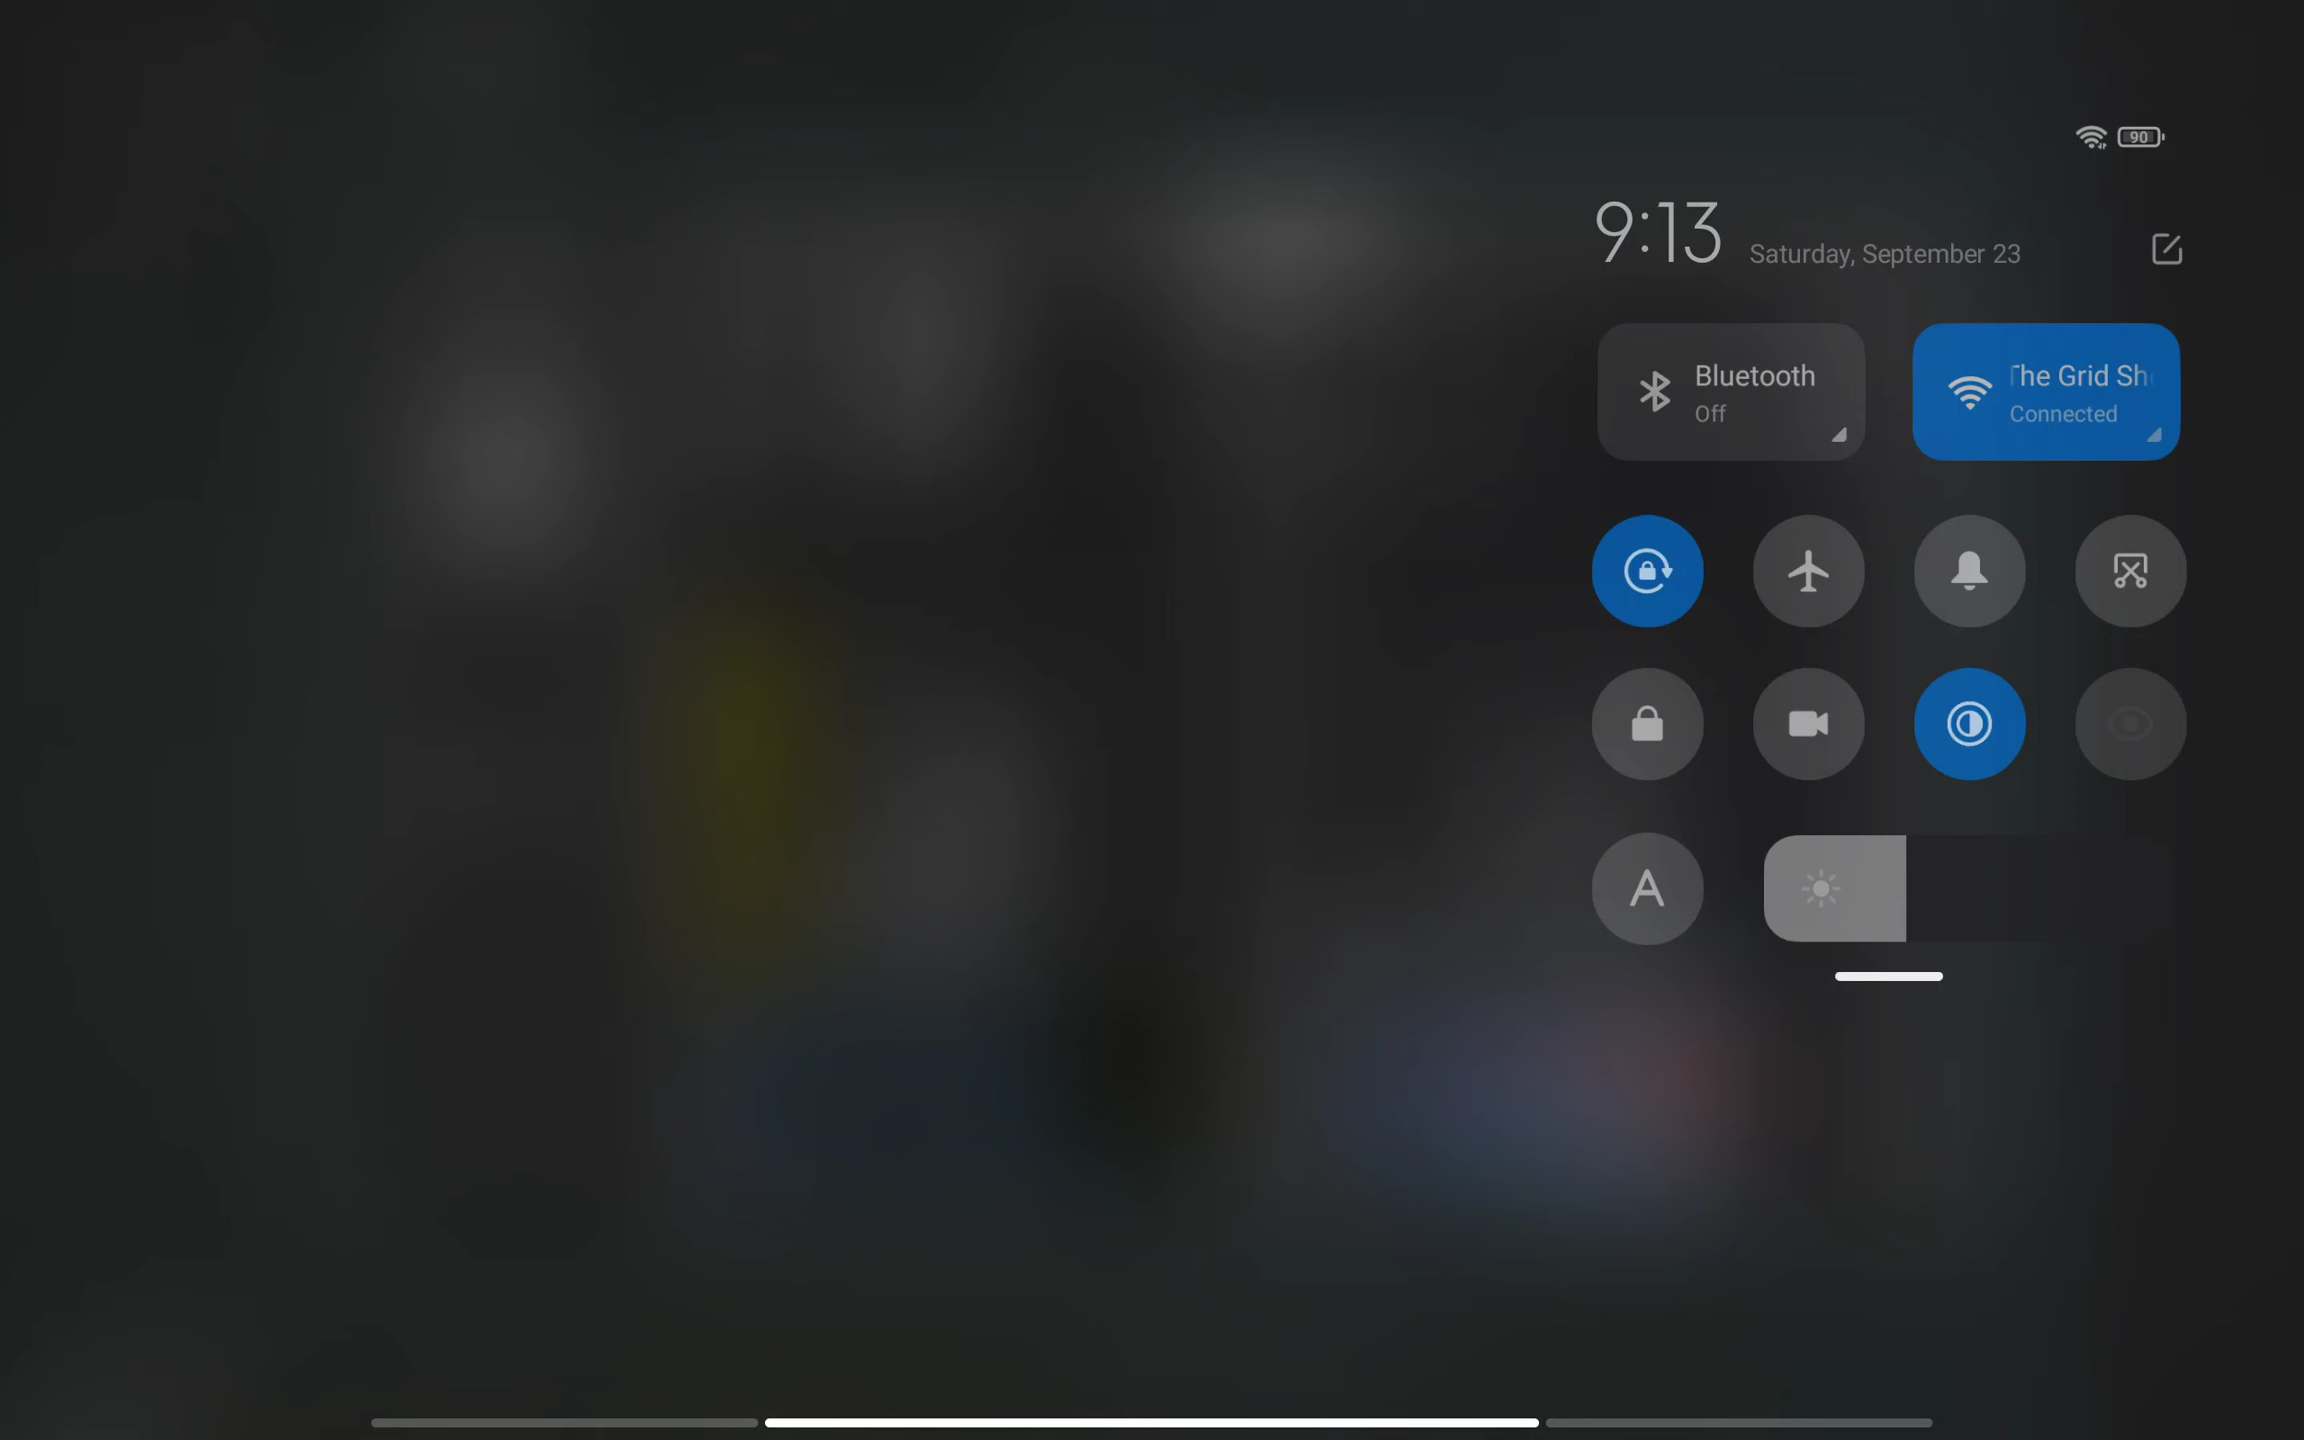 90
9:13 Saturday, September 23
Bluetooth
Off
The Grid Sh
Connected
A